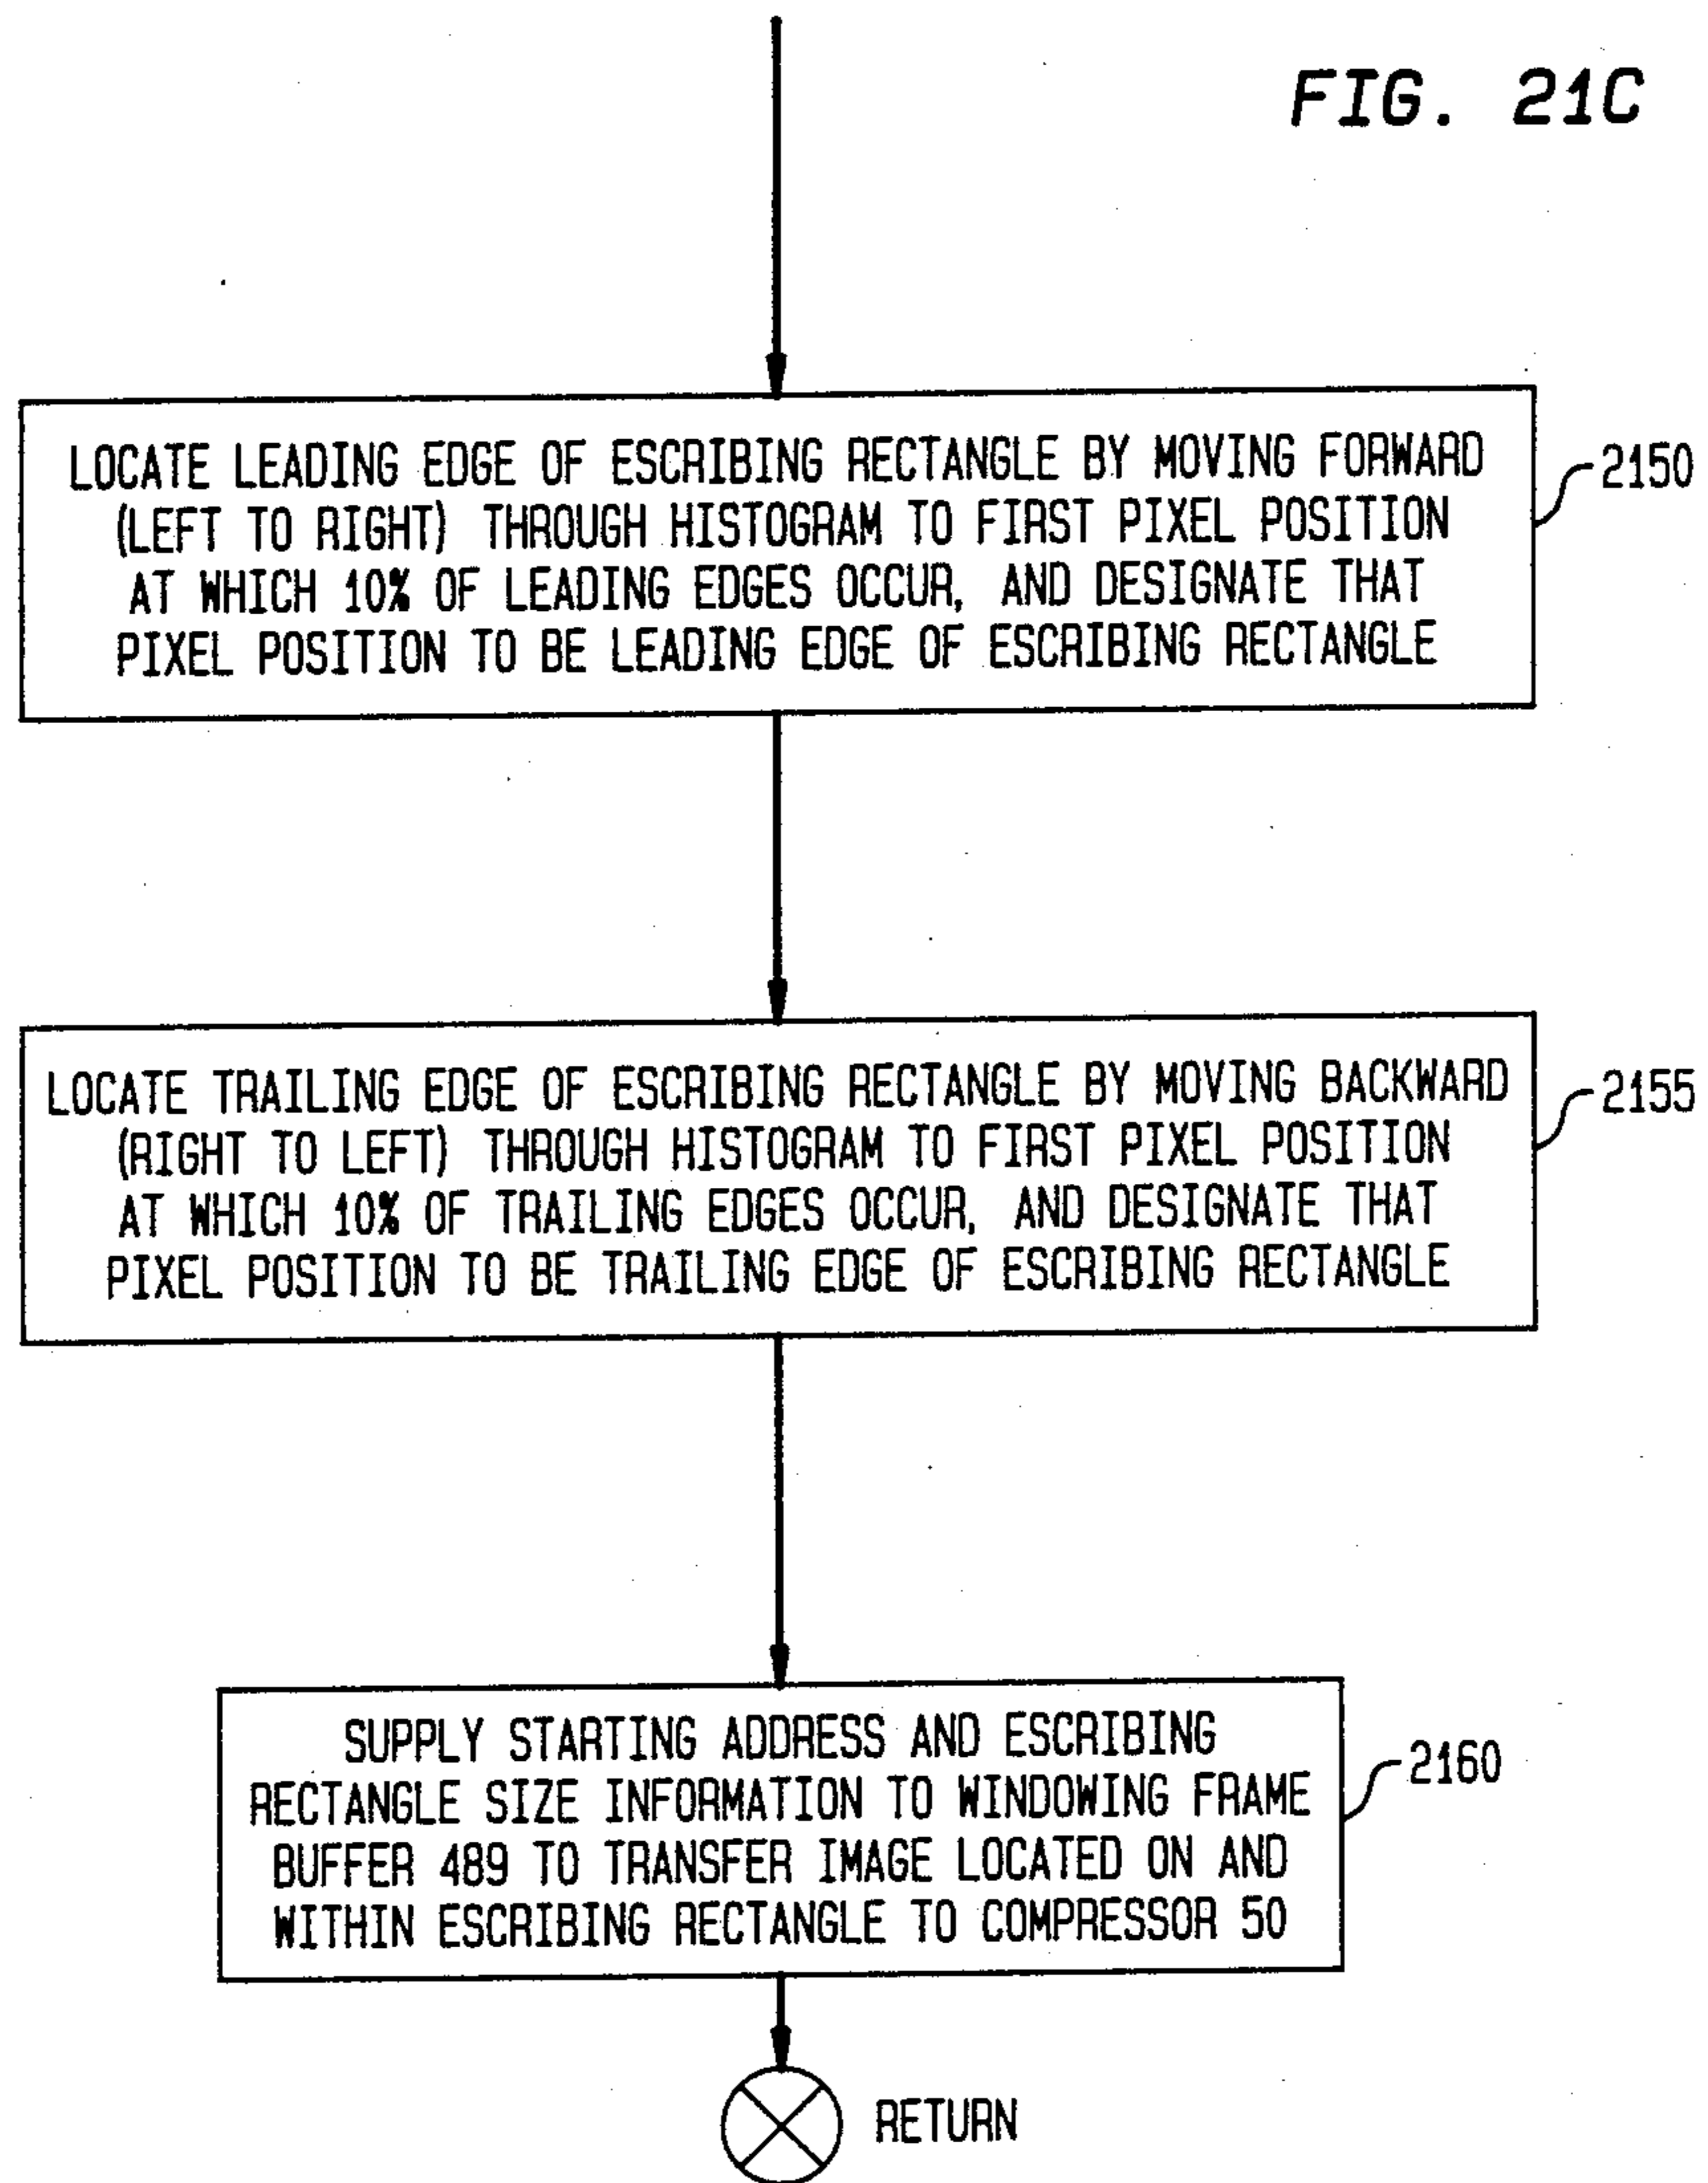 FIG. 21C
LOCATE LEADING EDGE OF ESCRIBING RECTANGLE BY MOVING FORWARD
(LEFT TO RIGHT) THROUGH HISTOGRAM TO FIRST PIXEL POSITION
AT WHICH 10% OF LEADING EDGES OCCUR, AND DESIGNATE THAT
PIXEL POSITION TO BE LEADING EDGE OF ESCRIBING RECTANGLE
2150
LOCATE TRAILING EDGE OF ESCRIBING RECTANGLE BY MOVING BACKWARD
(RIGHT TO LEFT) THROUGH HISTOGRAM TO FIRST PIXEL POSITION
AT WHICH 10% OF TRAILING EDGES OCCUR, AND DESIGNATE THAT
PIXEL POSITION TO BE TRAILING EDGE OF ESCRIBING RECTANGLE
2155
SUPPLY STARTING ADDRESS AND ESCRIBING
RECTANGLE SIZE INFORMATION TO WINDOWING FRAME
BUFFER 489 TO TRANSFER IMAGE LOCATED ON AND
WITHIN ESCRIBING RECTANGLE TO COMPRESSOR 50
2160
RETURN